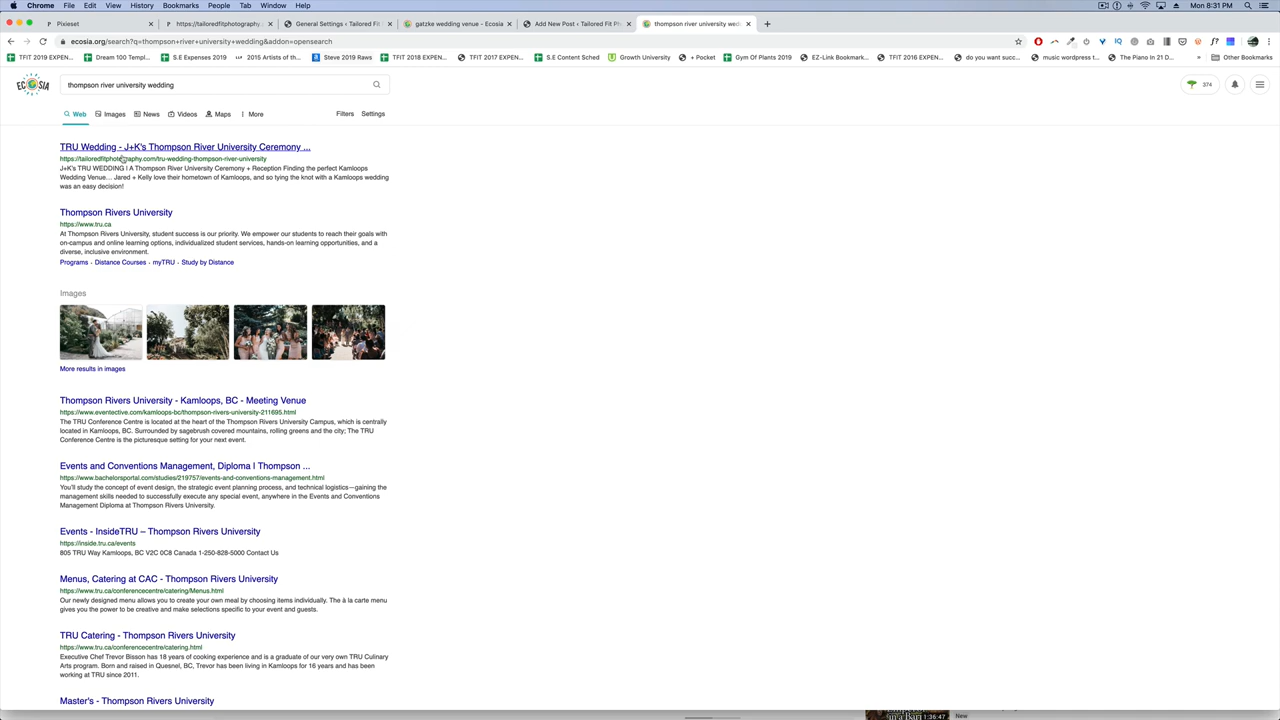 Chrome File Edit View History Bookmarks People Tab Window Help Mon 8:31 PM
Pixieset https://tailoredfitphotography. General Settings ‹ Tailored Fit gatzke wedding venue - Ecosia Add New Post ‹ Tailored Fit Ph thompson river university wed
ecosia.org/search?q=thompson+river+university+wedding&addon=opensearch
TFIT 2019 EXPEN... Dream 100 Templ... S.E Expenses 2019 2015 Artists of th... Steve 2019 Raws TFIT 2018 EXPEN... TFIT 2017 EXPEN... S.E Content Sched Growth University + Pocket Gym Of Plants 2019 EZ-Link Bookmark... TFIT 2016 EXPEN... do you want succ... music wordpress t... The Piano In 21 D... » Other Bookmarks
ECOSIA thompson river university wedding 374
Web Images News Videos Maps More Filters Settings
TRU Wedding - J+K's Thompson River University Ceremony ...
https://tailoredfitphotography.com/tru-wedding-thompson-river-university
J+K's TRU WEDDING | A Thompson River University Ceremony + Reception Finding the perfect Kamloops
Wedding Venue... Jared + Kelly love their hometown of Kamloops, and so tying the knot with a Kamloops wedding
was an easy decision!
Thompson Rivers University
https://www.tru.ca
At Thompson Rivers University, student success is our priority. We empower our students to reach their goals with
on-campus and online learning options, individualized student services, hands-on learning opportunities, and a
diverse, inclusive environment.
Programs · Distance Courses · myTRU · Study by Distance
Images
More results in images
Thompson Rivers University - Kamloops, BC - Meeting Venue
https://www.eventective.com/kamloops-bc/thompson-rivers-university-211695.html
The TRU Conference Centre is located at the heart of the Thompson Rivers University Campus, which is centrally
located in Kamloops, BC. Surrounded by sagebrush covered mountains, rolling greens and the city; The TRU
Conference Centre is the picturesque setting for your next event.
Events and Conventions Management, Diploma | Thompson ...
https://www.bachelorsportal.com/studies/219757/events-and-conventions-management.html
You'll study the concept of event design, the strategic event planning process, and technical logistics—gaining the
management skills needed to successfully execute any special event, anywhere in the Events and Conventions
Management Diploma at Thompson Rivers University.
Events - InsideTRU – Thompson Rivers University
https://inside.tru.ca/events
805 TRU Way Kamloops, BC V2C 0C8 Canada 1-250-828-5000 Contact Us
Menus, Catering at CAC - Thompson Rivers University
https://www.tru.ca/conferencecentre/catering/Menus.html
Our newly designed menu allows you to create your own meal by choosing items individually. The à la carte menu
gives you the power to be creative and make selections specific to your event and guests.
TRU Catering - Thompson Rivers University
https://www.tru.ca/conferencecentre/catering.html
Executive Chef Trevor Bisson has 18 years of cooking experience and is a graduate of our very own TRU Culinary
Arts program. Born and raised in Quesnel, BC, Trevor has been living in Kamloops for 16 years and has been
working at TRU since 2011.
Master's - Thompson Rivers University
in a Bar 1:36:47 New